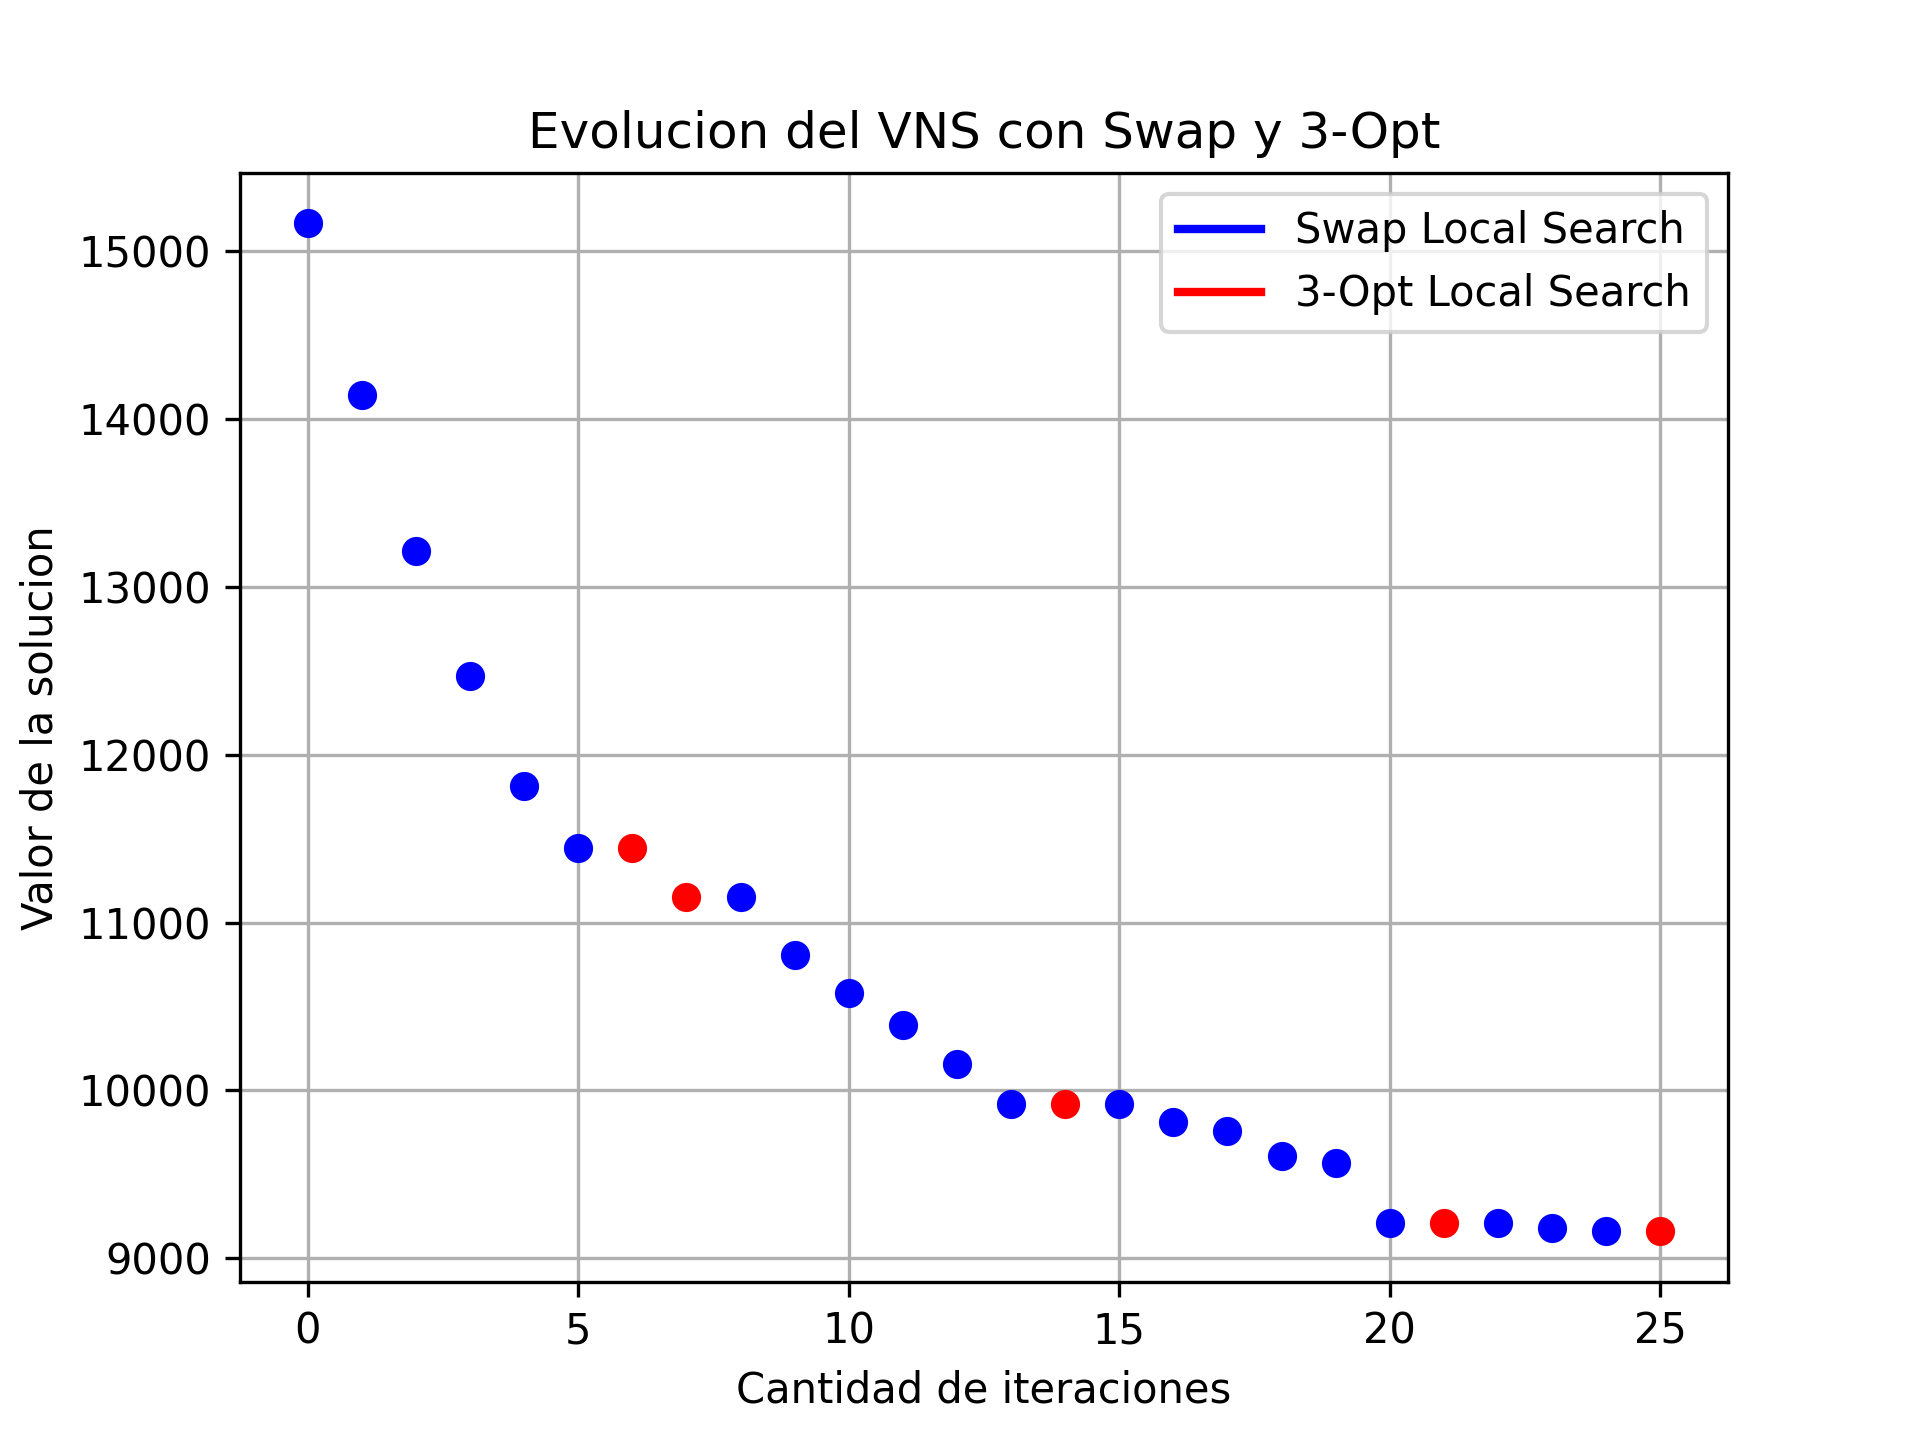 Evolucion del VNS con Swap y 3-Opt
Swap Local Search
3-Opt Local Search
Valor de la solucion
15000
14000
13000
12000
11000
10000
9000
0 5 10 15 20 25
Cantidad de iteraciones